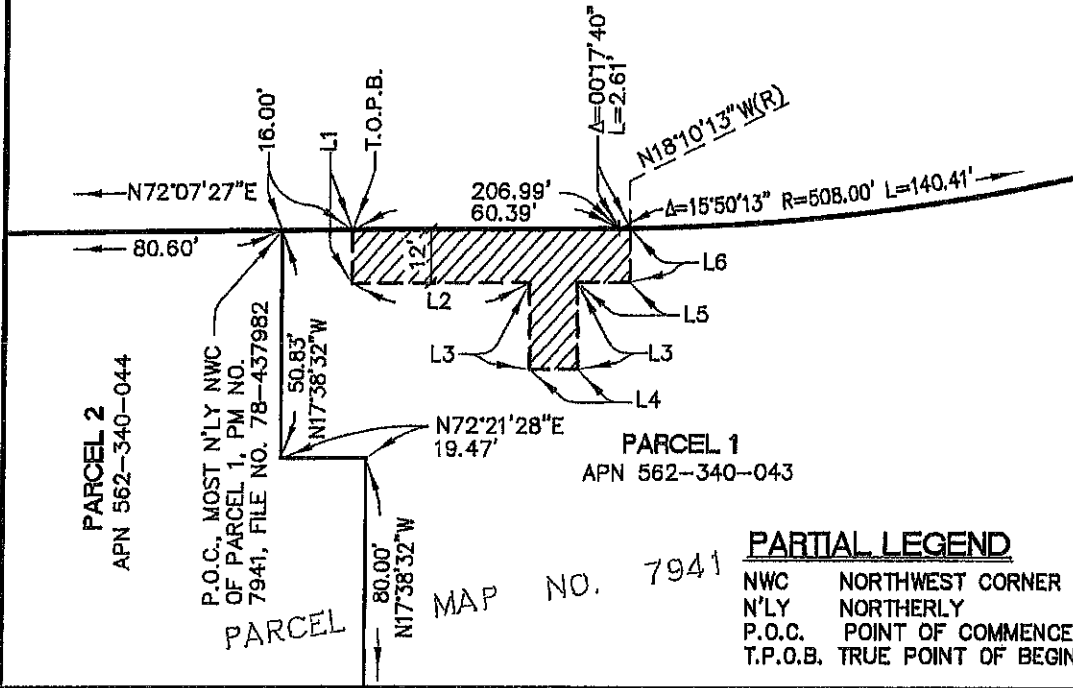 16.00'
L1
T.O.P.B.
Δ=00°17'40"
L=2.61'
N18°10'13"W(R)
N72°07'27"E
206.99'
60.39'
Δ=15°50'13" R=508.00' L=140.41'
80.60'
12'
L6
L2
L5
L3
L3
L4
PARCEL 2
APN 562-340-044
P.O.C., MOST N'LY NWC
OF PARCEL 1, PM NO.
7941, FILE NO. 78-437982
50.83'
N17°38'32"W
N72°21'28"E
19.47'
PARCEL 1
APN 562-340-043
80.00'
N17°38'32"W
PARCEL MAP NO. 7941
PARTIAL LEGEND
NWC NORTHWEST CORNER
N'LY NORTHERLY
P.O.C. POINT OF COMMENCE
T.P.O.B. TRUE POINT OF BEGIN